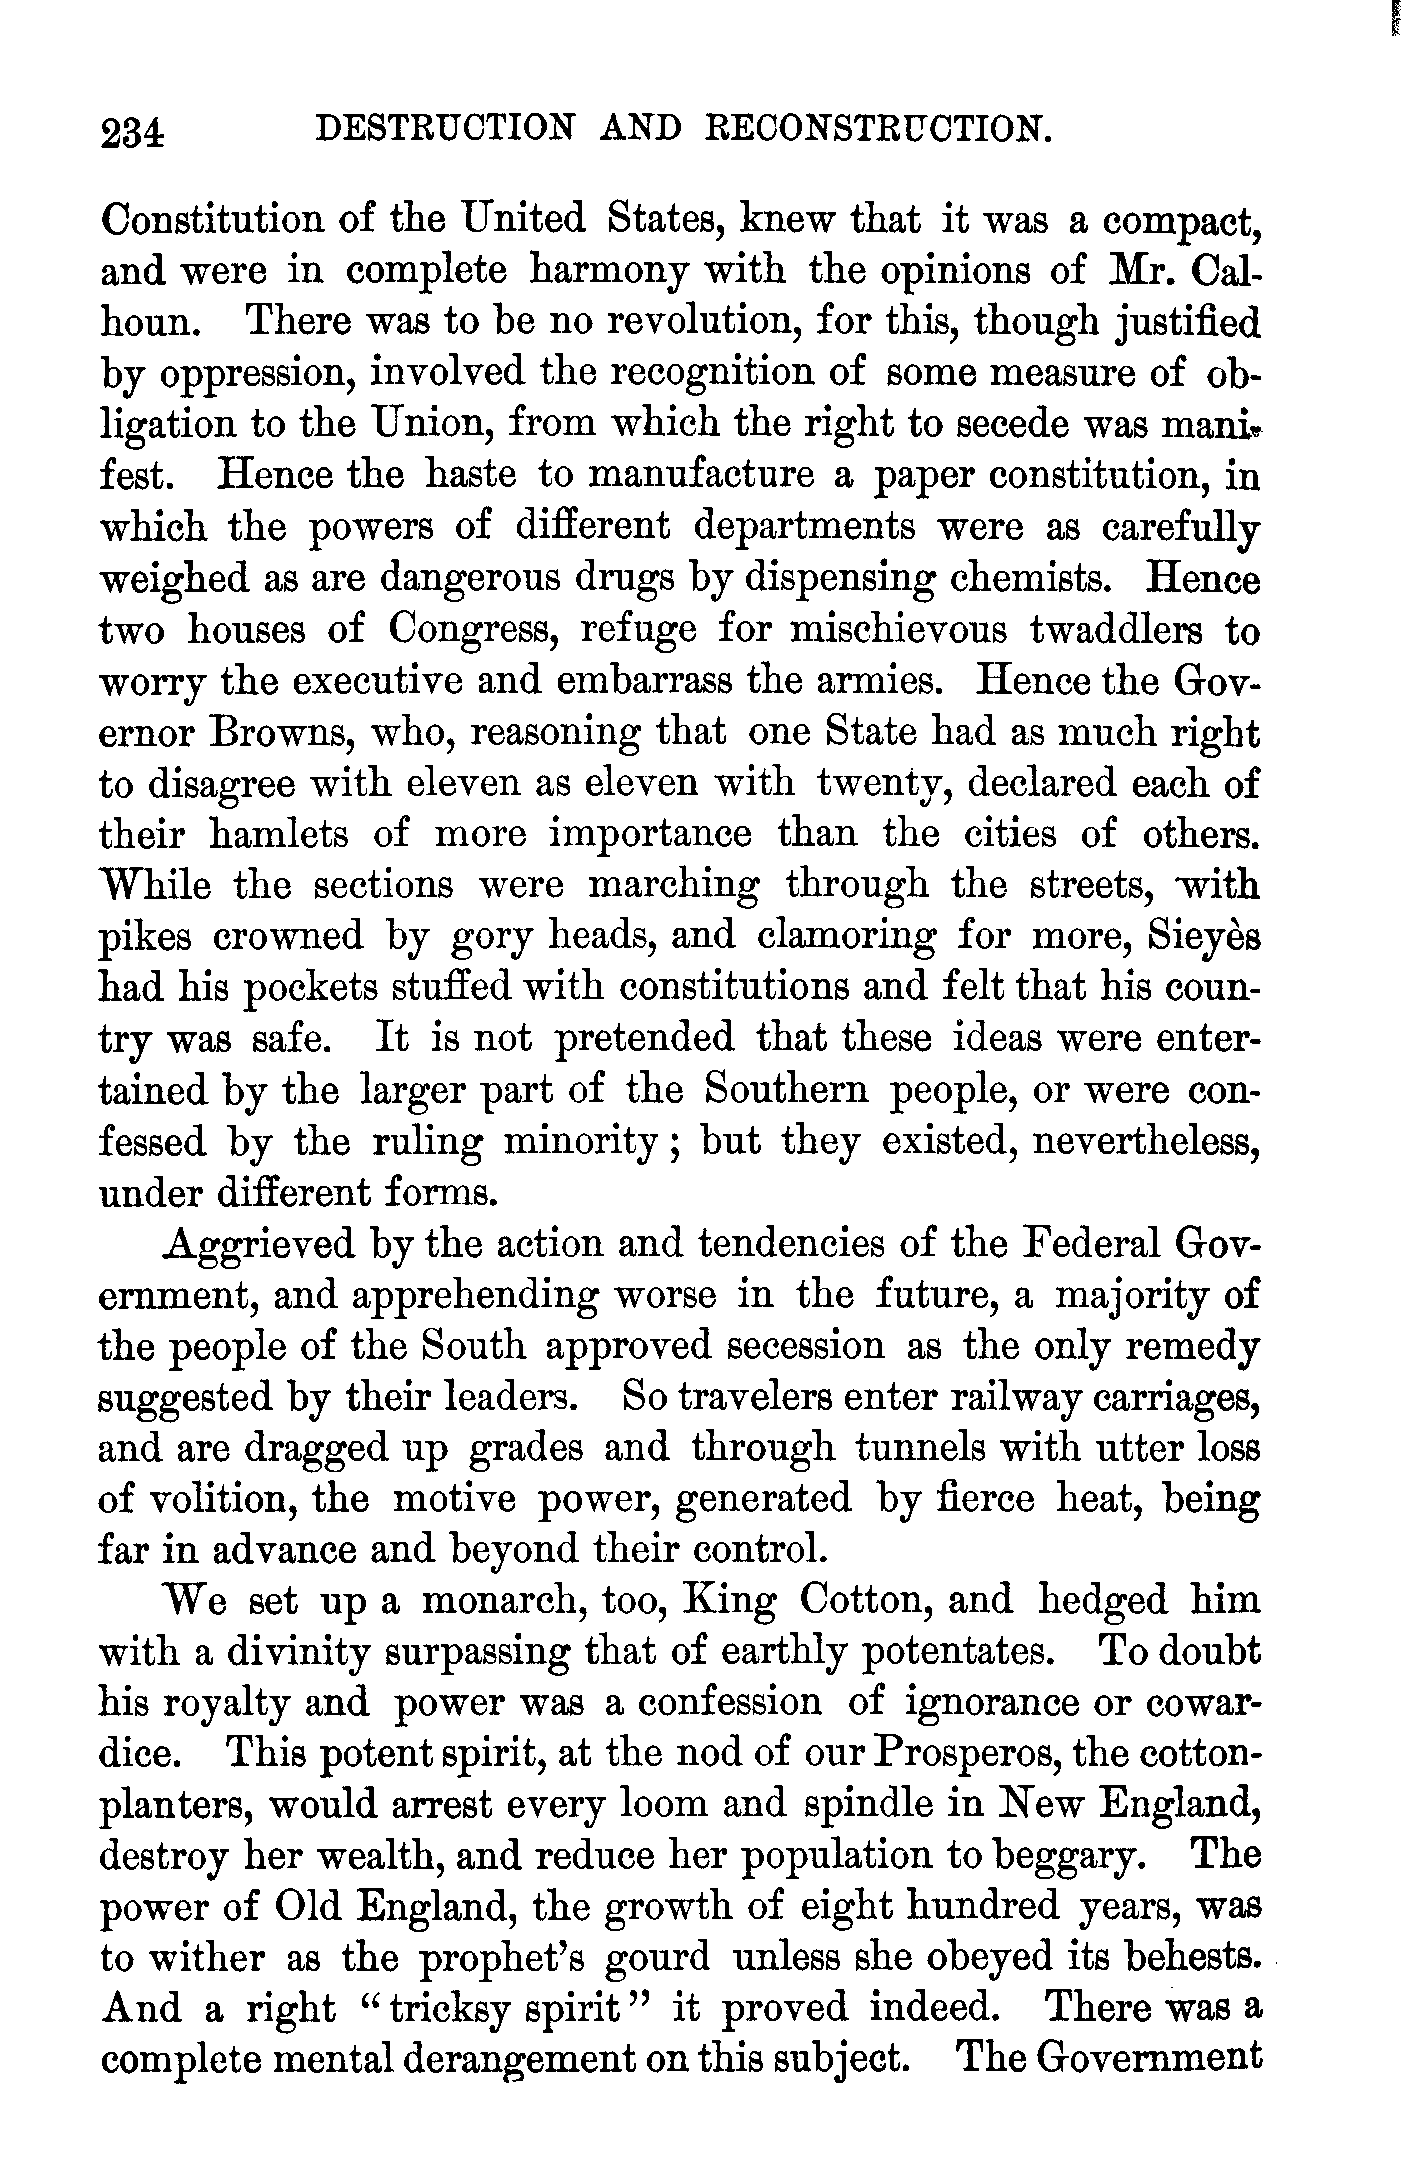 234 DESTRUCTION AND RECONSTRUCTION.
Constitution of the United States, knew that it was a compact,
and were in complete harmony with the opinions of Mr. Cal-
houn. There was to be no revolution, for this, though justified
by oppression, involved the recognition of some measure of ob-
ligation to the Union, from which the right to secede was mani-
fest. Hence the haste to manufacture a paper constitution, in
which the powers of different departments were as carefully
weighed as are dangerous drugs by dispensing chemists. Hence
two houses of Congress, refuge for mischievous twaddlers to
worry the executive and embarrass the armies. Hence the Gov-
ernor Browns, who, reasoning that one State had as much right
to disagree with eleven as eleven with twenty, declared each of
their hamlets of more importance than the cities of others.
While the sections were marching through the streets, with
pikes crowned by gory heads, and clamoring for more, Sieyès
had his pockets stuffed with constitutions and felt that his coun-
try was safe. It is not pretended that these ideas were enter-
tained by the larger part of the Southern people, or were con-
fessed by the ruling minority; but they existed, nevertheless,
under different forms.
Aggrieved by the action and tendencies of the Federal Gov-
ernment, and apprehending worse in the future, a majority of
the people of the South approved secession as the only remedy
suggested by their leaders. So travelers enter railway carriages,
and are dragged up grades and through tunnels with utter loss
of volition, the motive power, generated by fierce heat, being
far in advance and beyond their control.
We set up a monarch, too, King Cotton, and hedged him
with a divinity surpassing that of earthly potentates. To doubt
his royalty and power was a confession of ignorance or cowar-
dice. This potent spirit, at the nod of our Prosperos, the cotton-
planters, would arrest every loom and spindle in New England,
destroy her wealth, and reduce her population to beggary. The
power of Old England, the growth of eight hundred years, was
to wither as the prophet's gourd unless she obeyed its behests.
And a right "tricksy spirit" it proved indeed. There was a
complete mental derangement on this subject. The Government